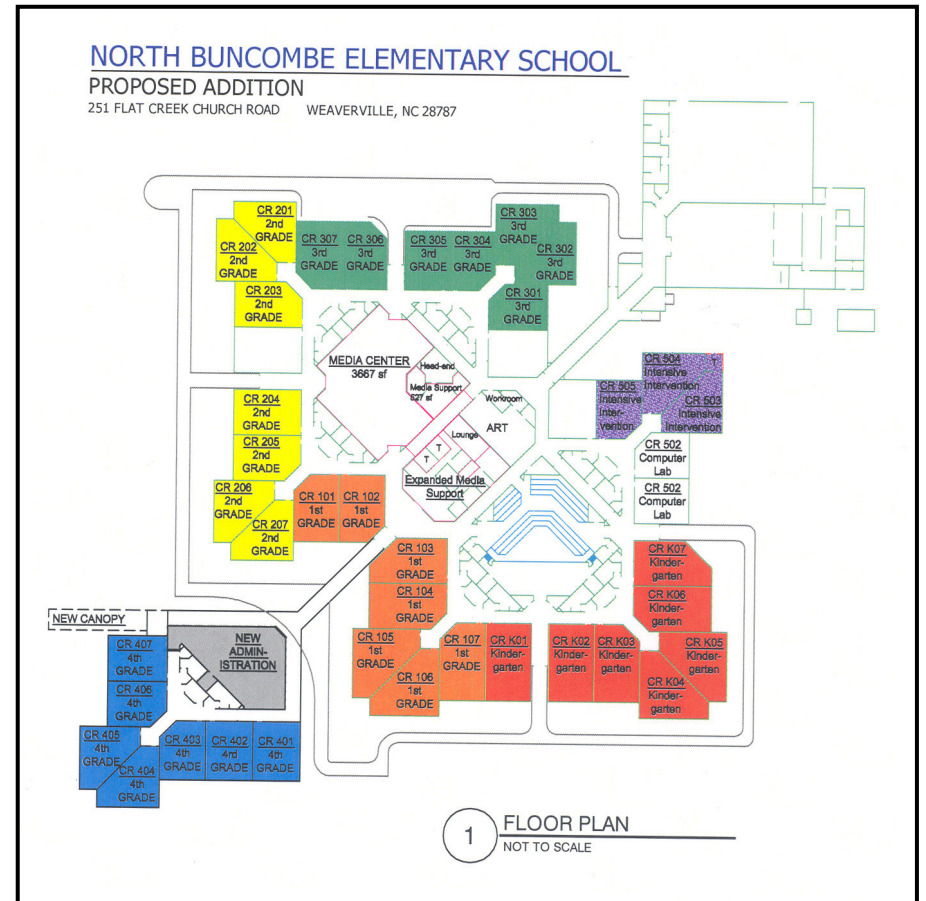 NORTH BUNCOMBE ELEMENTARY SCHOOL
PROPOSED ADDITION
251 FLAT CREEK CHURCH ROAD WEAVERVILLE, NC 28787
CR 201
2nd
GRADE
CR 202
2nd
GRADE
CR 203
2nd
GRADE
CR 307
3rd
GRADE
CR 306
3rd
GRADE
CR 305
3rd
GRADE
CR 304
3rd
GRADE
CR 303
3rd
GRADE
CR 302
3rd
GRADE
CR 301
3rd
GRADE
MEDIA CENTER
3667 sf
Head-end
Media Support
627 sf
Workroom
ART
Lounge
T
T
Expanded Media
Support
CR 504
Intensive
Intervention
T
CR 505
Intensive
Inter-
vention
CR 503
Intensive
Intervention
CR 502
Computer
Lab
CR 502
Computer
Lab
CR 204
2nd
GRADE
CR 205
2nd
GRADE
CR 206
2nd
GRADE
CR 207
2nd
GRADE
CR 101
1st
GRADE
CR 102
1st
GRADE
CR 103
1st
GRADE
CR 104
1st
GRADE
CR 105
1st
GRADE
CR 106
1st
GRADE
CR 107
1st
GRADE
CR K01
Kinder-
garten
CR K02
Kinder-
garten
CR K03
Kinder-
garten
CR K07
Kinder-
garten
CR K06
Kinder-
garten
CR K05
Kinder-
garten
CR K04
Kinder-
garten
NEW CANOPY
NEW
ADMIN-
ISTRATION
CR 407
4th
GRADE
CR 406
4th
GRADE
CR 405
4th
GRADE
CR 404
4th
GRADE
CR 403
4th
GRADE
CR 402
4rd
GRADE
CR 401
4th
GRADE
1
FLOOR PLAN
NOT TO SCALE